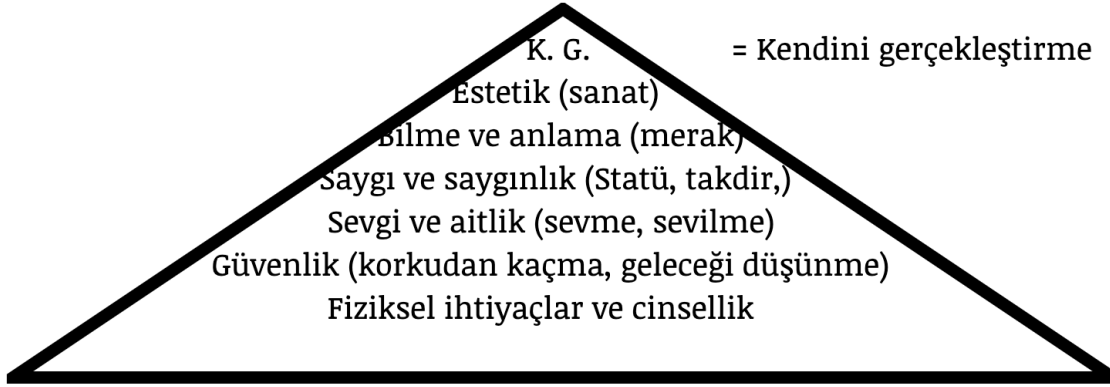 K. G. = Kendini gerçekleştirme
Estetik (sanat)
Bilme ve anlama (merak)
Saygı ve saygınlık (Statü, takdir,)
Sevgi ve aitlik (sevme, sevilme)
Güvenlik (korkudan kaçma, geleceği düşünme)
Fiziksel ihtiyaçlar ve cinsellik